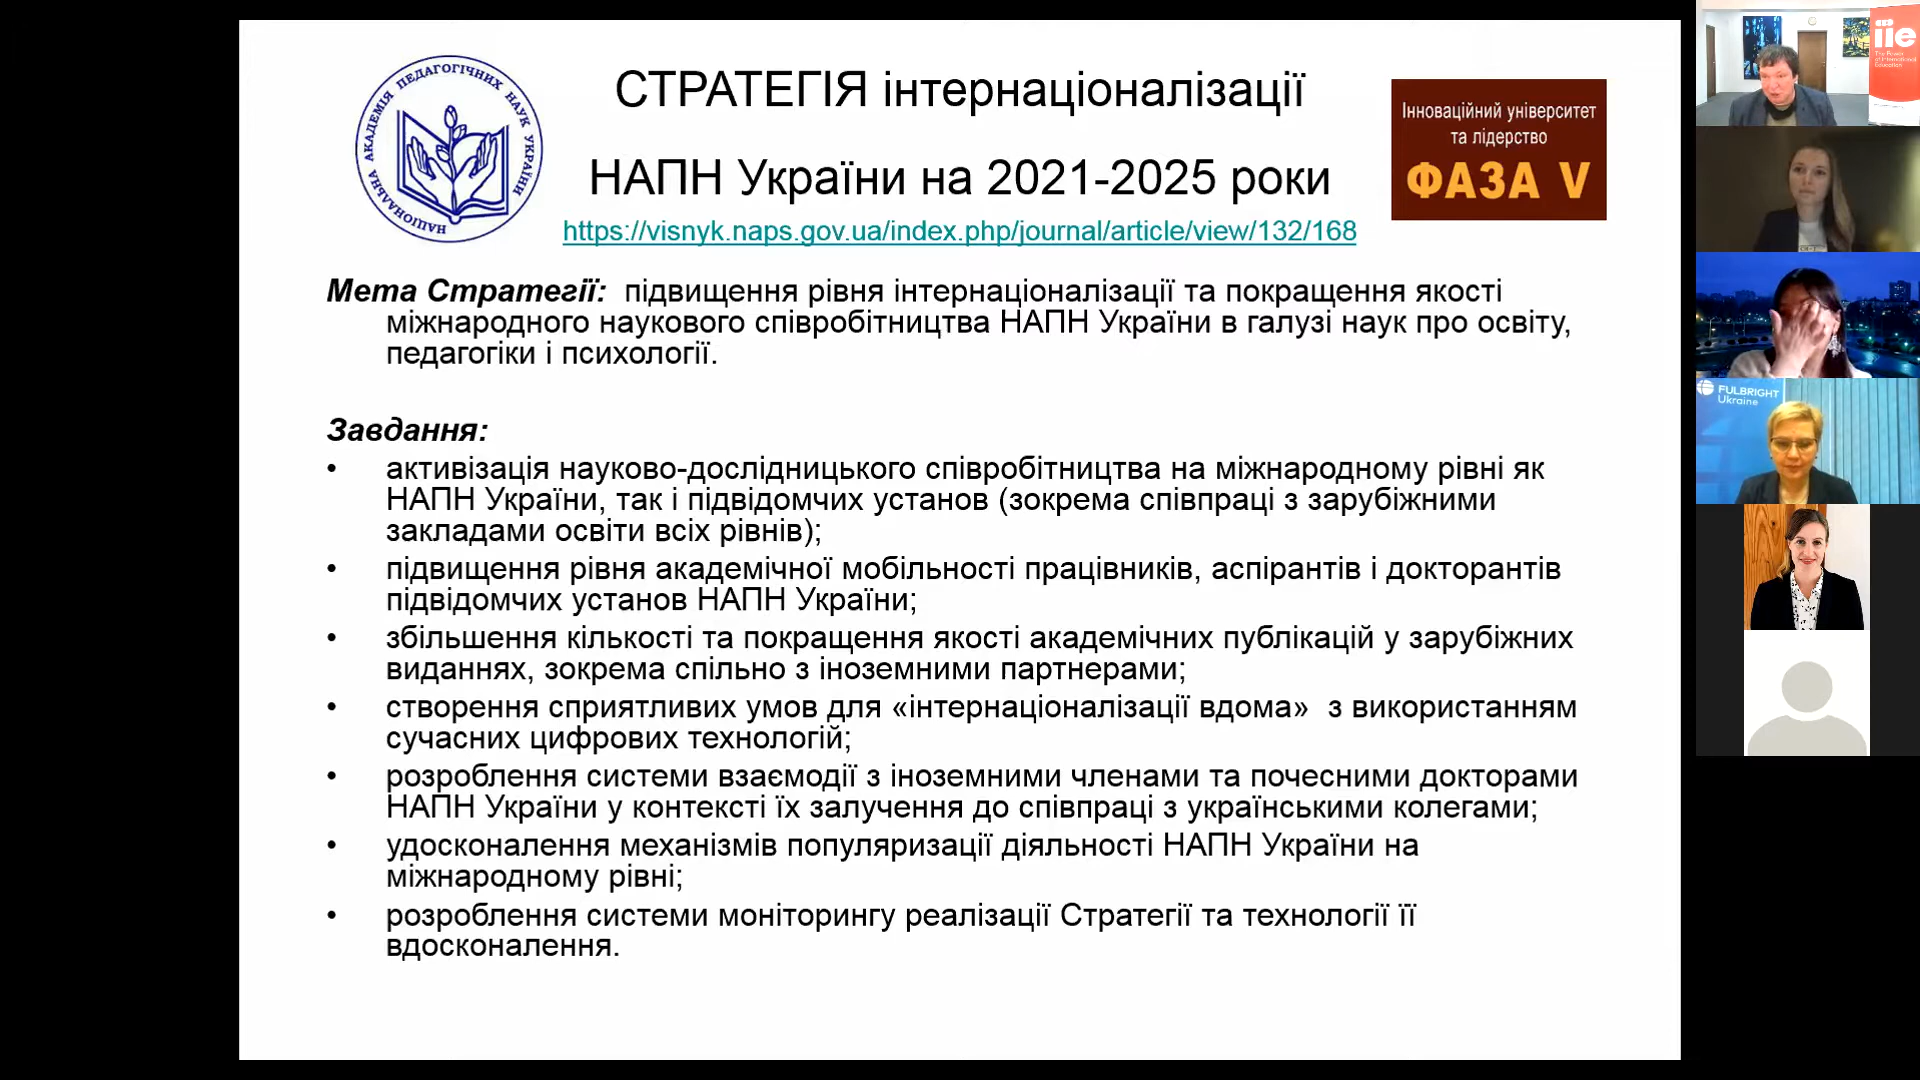 НАЦІОНАЛЬНА АКАДЕМІЯ ПЕДАГОГІЧНИХ НАУК УКРАЇНИ
СТРАТЕГІЯ інтернаціоналізації
НАПН України на 2021-2025 роки
https://visnyk.naps.gov.ua/index.php/journal/article/view/132/168
Інноваційний університет
та лідерство
ФАЗА V
Мета Стратегії: підвищення рівня інтернаціоналізації та покращення якості
міжнародного наукового співробітництва НАПН України в галузі наук про освіту,
педагогіки і психології.
Завдання:
• активізація науково-дослідницького співробітництва на міжнародному рівні як
НАПН України, так і підвідомчих установ (зокрема співпраці з зарубіжними
закладами освіти всіх рівнів);
• підвищення рівня академічної мобільності працівників, аспірантів і докторантів
підвідомчих установ НАПН України;
• збільшення кількості та покращення якості академічних публікацій у зарубіжних
виданнях, зокрема спільно з іноземними партнерами;
• створення сприятливих умов для «інтернаціоналізації вдома» з використанням
сучасних цифрових технологій;
• розроблення системи взаємодії з іноземними членами та почесними докторами
НАПН України у контексті їх залучення до співпраці з українськими колегами;
• удосконалення механізмів популяризації діяльності НАПН України на
міжнародному рівні;
• розроблення системи моніторингу реалізації Стратегії та технології її
вдосконалення.
iie
The Power
of International
Education
FULBRIGHT
Ukraine